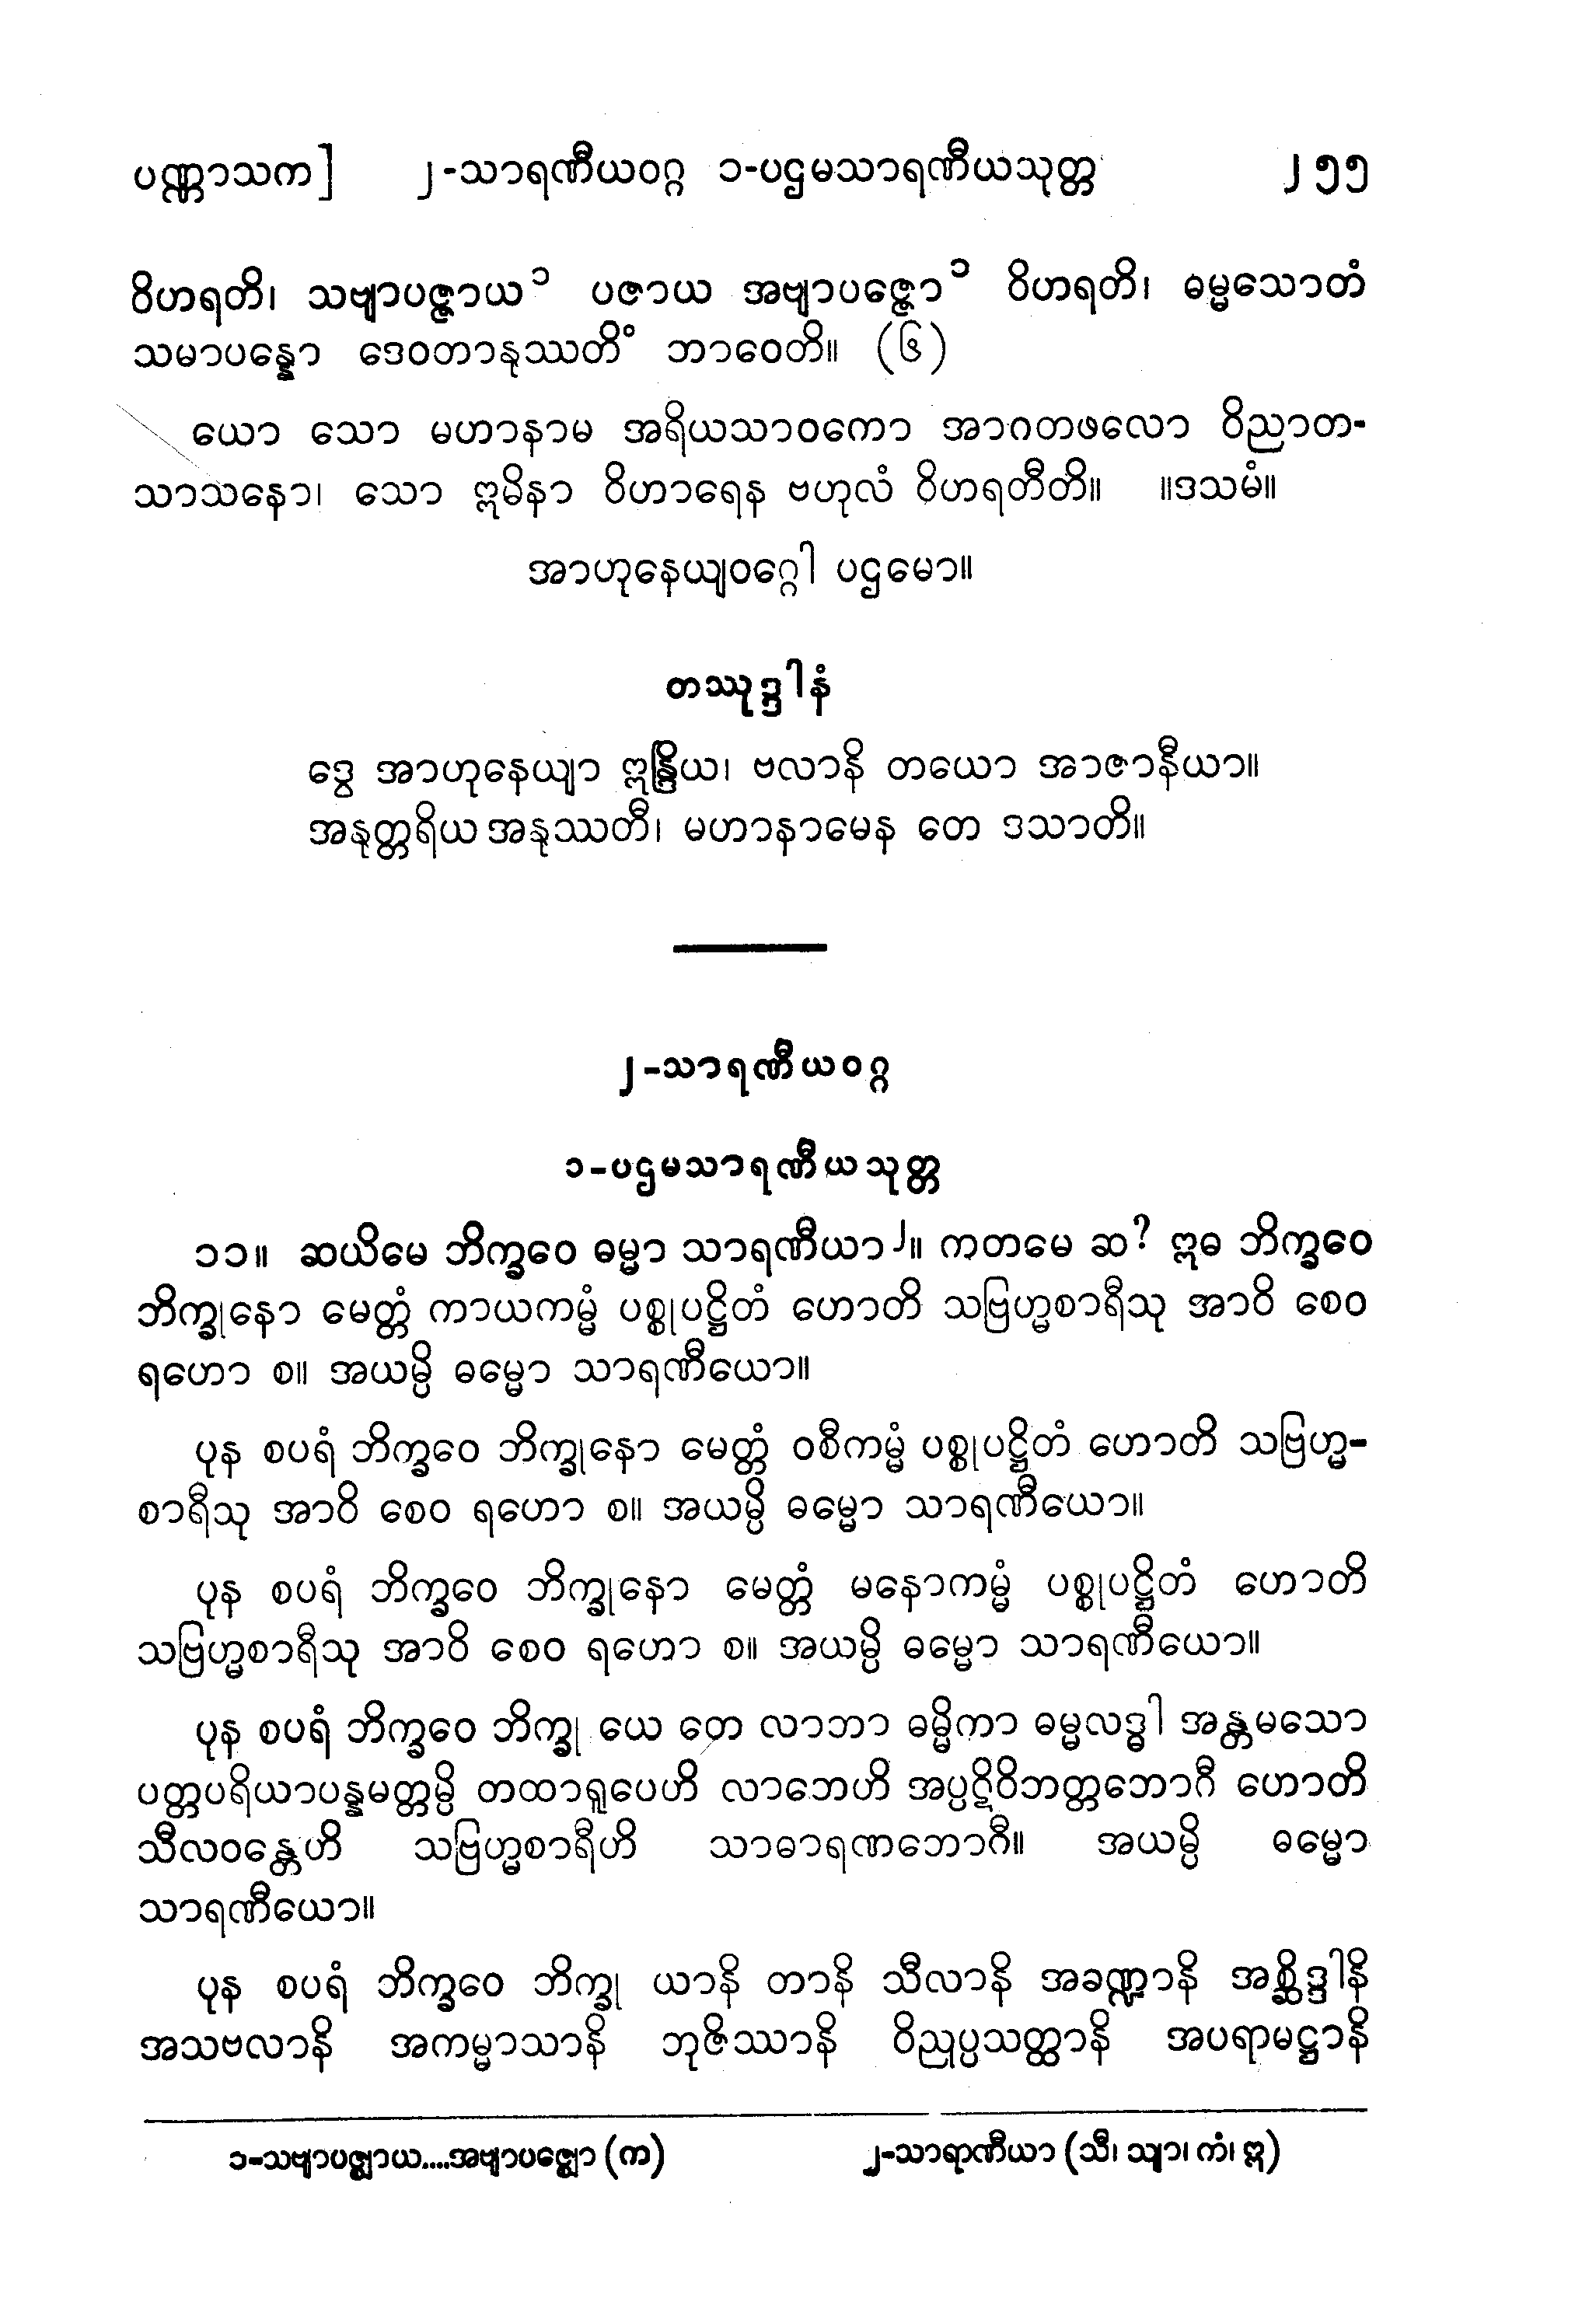 ပဏ္ဏာသက]    ၂-သာရဏီယဝဂ္ဂ  ၁-ပဌမသာရဏီယသုတ္တ    ၂၅၅
ဝိဟရတိ၊ သဗျာပဇ္ဇာယ ၁ ပဇာယ အဗျာပဇ္ဇော ၁ ဝိဟရတိ၊ ဓမ္မသောတံ
သမာပန္နော ဒေဝတာနုဿတိံ ဘာဝေတိ။ (၆)
ယော သော မဟာနာမ အရိယသာဝကော အာဂတဖလော ဝိညာတ-
သာသနော၊ သော ဣမိနာ ဝိဟာရေန ဗဟုလံ ဝိဟရတီတိ။ ။ဒသမံ။
အာဟုနေယျဝဂ္ဂေါ ပဌမော။
တဿုဒ္ဒါနံ
ဒွေ အာဟုနေယျာ ဣန္ဒြိယ၊ ဗလာနိ တယော အာဇာနီယာ။
အနုတ္တရိယ အနုဿတီ၊ မဟာနာမေန တေ ဒသာတိ။
၂-သာရဏီယဝဂ္ဂ
၁-ပဌမသာရဏီယသုတ္တ
၁၁။ ဆယိမေ ဘိက္ခဝေ ဓမ္မာ သာရဏီယာ၂။ ကတမေ ဆ? ဣဓ ဘိက္ခဝေ
ဘိက္ခုနော မေတ္တံ ကာယကမ္မံ ပစ္စုပဋ္ဌိတံ ဟောတိ သဗြဟ္မစာရီသု အာဝိ စေဝ
ရဟော စ။ အယမ္ပိ ဓမ္မော သာရဏီယော။
ပုန စပရံ ဘိက္ခဝေ ဘိက္ခုနော မေတ္တံ ဝစီကမ္မံ ပစ္စုပဋ္ဌိတံ ဟောတိ သဗြဟ္မ-
စာရီသု အာဝိ စေဝ ရဟော စ။ အယမ္ပိ ဓမ္မော သာရဏီယော။
ပုန စပရံ ဘိက္ခဝေ ဘိက္ခုနော မေတ္တံ မနောကမ္မံ ပစ္စုပဋ္ဌိတံ ဟောတိ
သဗြဟ္မစာရီသု အာဝိ စေဝ ရဟော စ။ အယမ္ပိ ဓမ္မော သာရဏီယော။
ပုန စပရံ ဘိက္ခဝေ ဘိက္ခု ယေ တေ လာဘာ ဓမ္မိကာ ဓမ္မလဒ္ဓါ အန္တမသော
ပတ္တပရိယာပန္နမတ္တမ္ပိ တထာရူပေဟိ လာဘေဟိ အပ္ပဋိဝိဘတ္တဘောဂီ ဟောတိ
သီလဝန္တေဟိ သဗြဟ္မစာရီဟိ သာဓာရဏဘောဂီ။ အယမ္ပိ ဓမ္မော
သာရဏီယော။
ပုန စပရံ ဘိက္ခဝေ ဘိက္ခု ယာနိ တာနိ သီလာနိ အခဏ္ဍာနိ အစ္ဆိဒ္ဒါနိ
အသဗလာနိ အကမ္မာသာနိ ဘုဇိဿာနိ ဝိညုပ္ပသတ္ထာနိ အပရာမဋ္ဌာနိ
၁-သဗျာပဇ္ဈာယ....အဗျာပဇ္ဈော (က)    ၂-သာရာဏီယာ (သီ၊ သျာ၊ ကံ၊ ဣ)